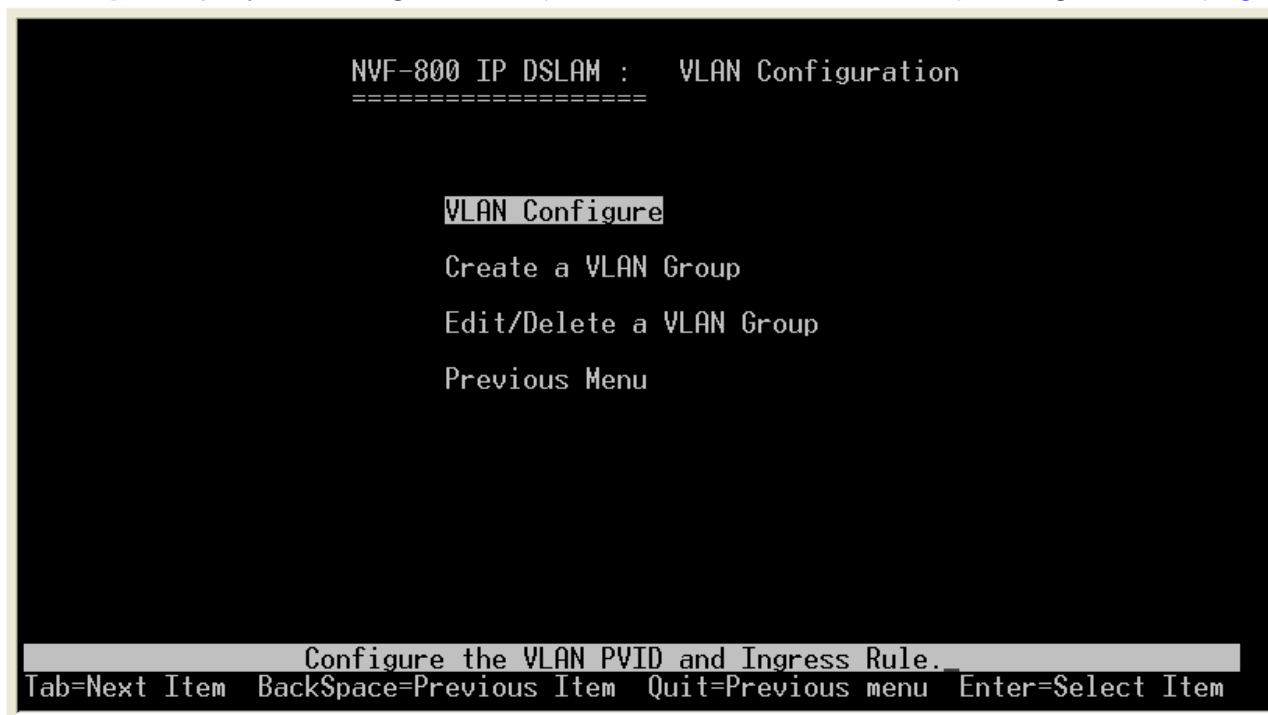 NVF-800 IP DSLAM :   VLAN Configuration
===================
VLAN Configure
Create a VLAN Group
Edit/Delete a VLAN Group
Previous Menu
Configure the VLAN PVID and Ingress Rule._
Tab=Next Item  BackSpace=Previous Item  Quit=Previous menu  Enter=Select Item